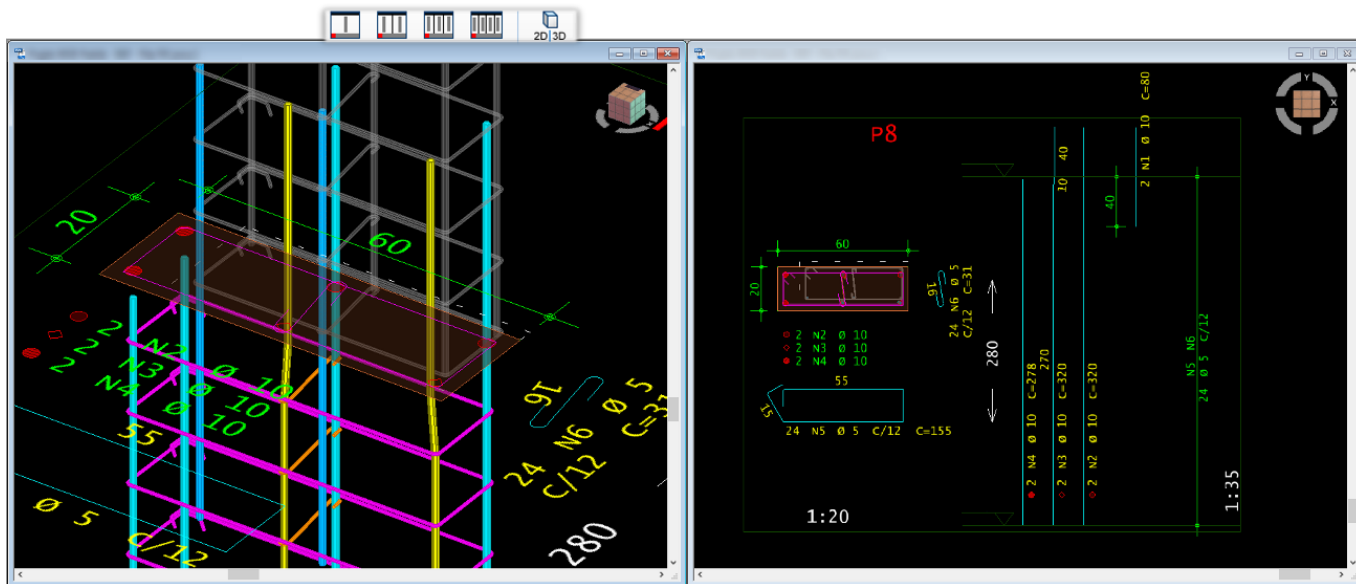 2D|3D
20
60
2 N2 Ø 10
2 N3 Ø 10
2 N4 Ø 10
55
Ø 5 C/12
16
24 N6 Ø 5
C/12 C=31
280
P8
60
20
16
24 N6 Ø 5
C/12 C=31
2 N2 Ø 10
2 N3 Ø 10
2 N4 Ø 10
55
15
24 N5 Ø 5 C/12 C=155
280
2 N4 Ø 10 C=278
270
2 N3 Ø 10 C=320
10
40
2 N2 Ø 10 C=320
40
2 N1 Ø 10 C=80
N5 N6
24 Ø 5 C/12
1:20
1:35
Y
X